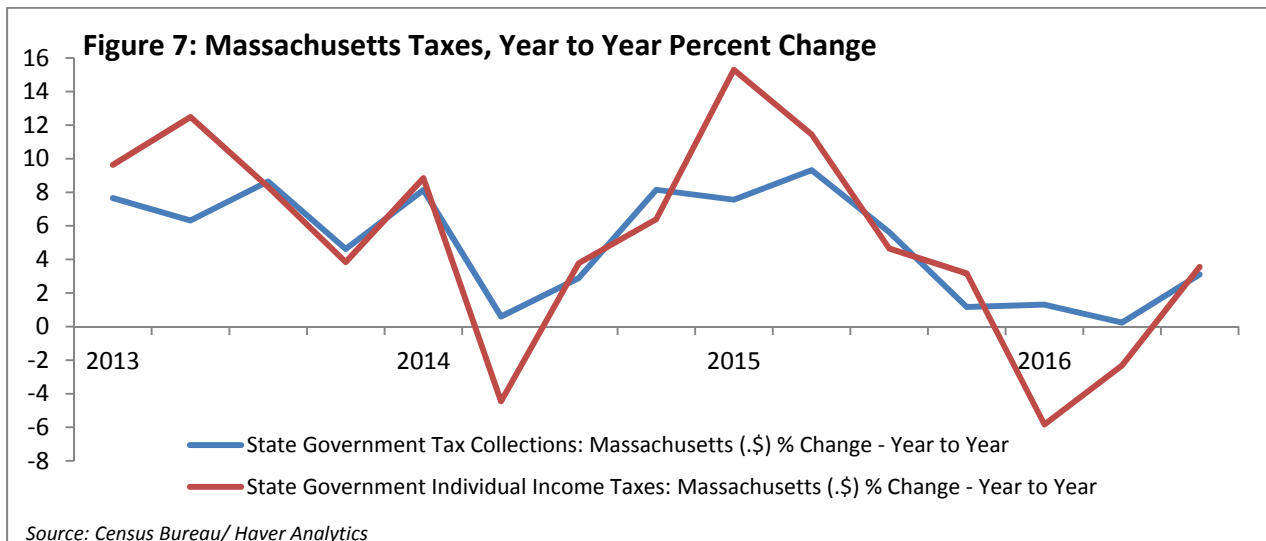 Figure 7: Massachusetts Taxes, Year to Year Percent Change
16
14
12
10
8
6
4
2
0
-2
-4
-6
-8
2013 2014 2015 2016
State Government Tax Collections: Massachusetts (.$) % Change - Year to Year
State Government Individual Income Taxes: Massachusetts (.$) % Change - Year to Year
Source: Census Bureau/ Haver Analytics